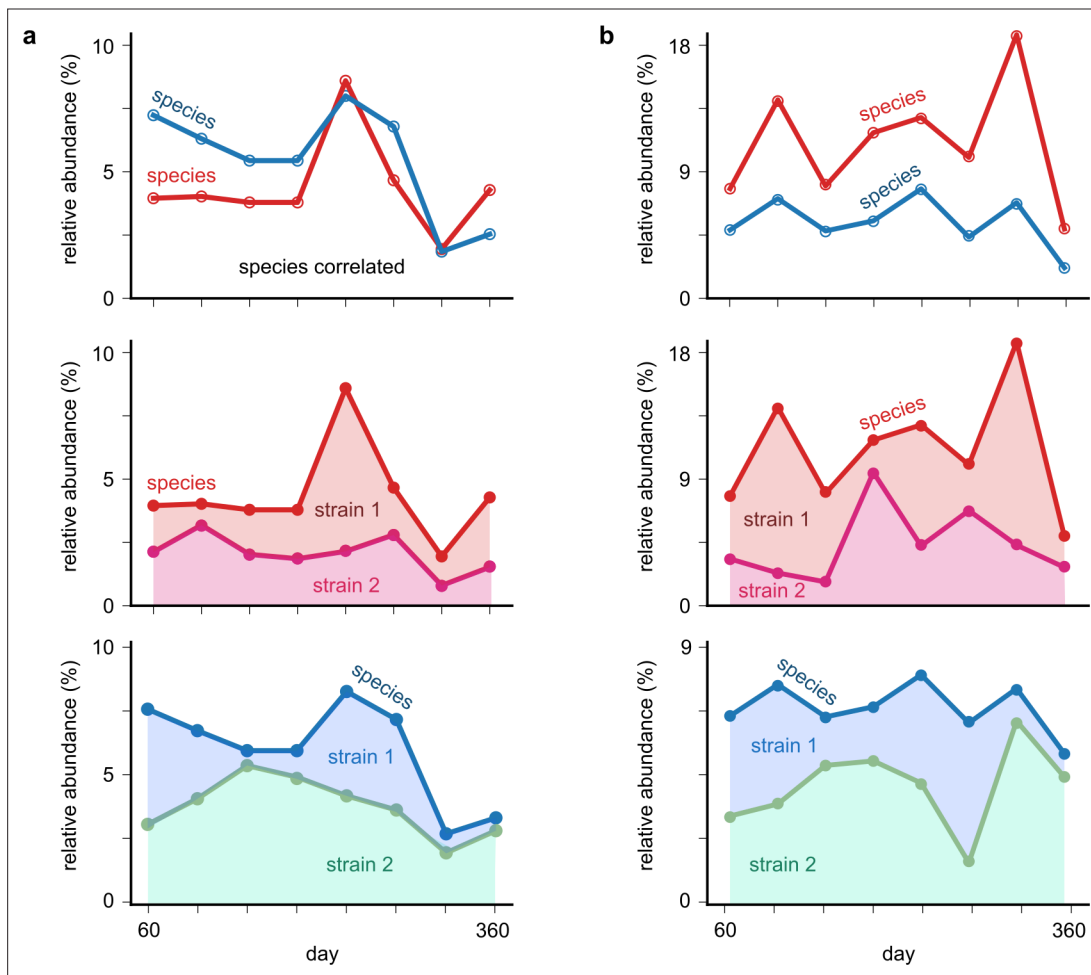 a
relative abundance (%)
10
5
0
species
species
species correlated
b
relative abundance (%)
18
9
0
species
species
relative abundance (%)
10
5
0
species
strain 1
strain 2
relative abundance (%)
18
9
0
species
strain 1
strain 2
relative abundance (%)
10
5
0
species
strain 1
strain 2
60
360
day
relative abundance (%)
9
0
species
strain 1
strain 2
60
360
day